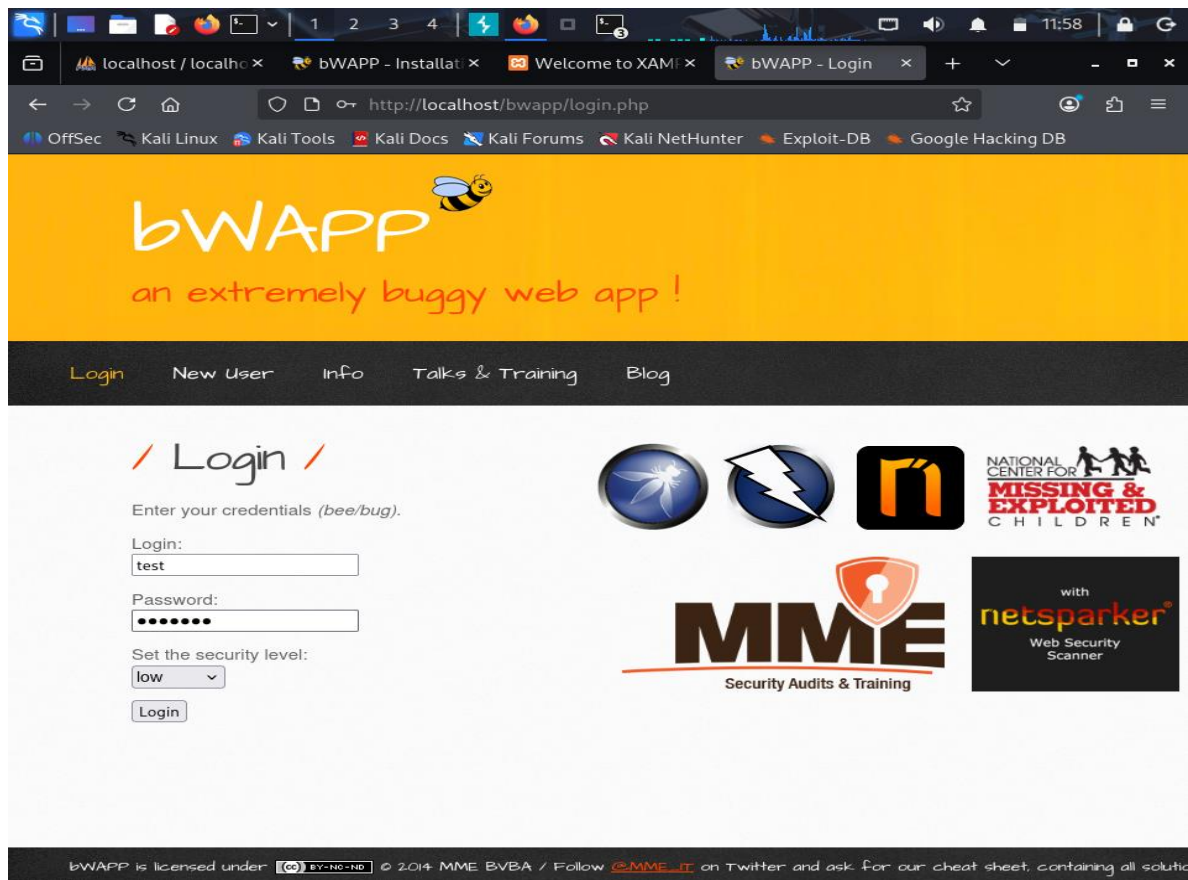 1 2 3 4 11:58
localhost / localho bWAPP - Installati Welcome to XAMP bWAPP - Login
http://localhost/bwapp/login.php
OffSec Kali Linux Kali Tools Kali Docs Kali Forums Kali NetHunter Exploit-DB Google Hacking DB
bWAPP
an extremely buggy web app !
Login New User Info Talks & Training Blog
/ Login /
Enter your credentials (bee/bug).
Login:
test
Password:
•••••••
Set the security level:
low
Login
NATIONAL
CENTER FOR
MISSING &
EXPLOITED
CHILDREN
MME
Security Audits & Training
with
netsparker
Web Security
Scanner
bWAPP is licensed under (cc) BY-NC-ND © 2014 MME BVBA / Follow @MME_IT on Twitter and ask for our cheat sheet, containing all solutio